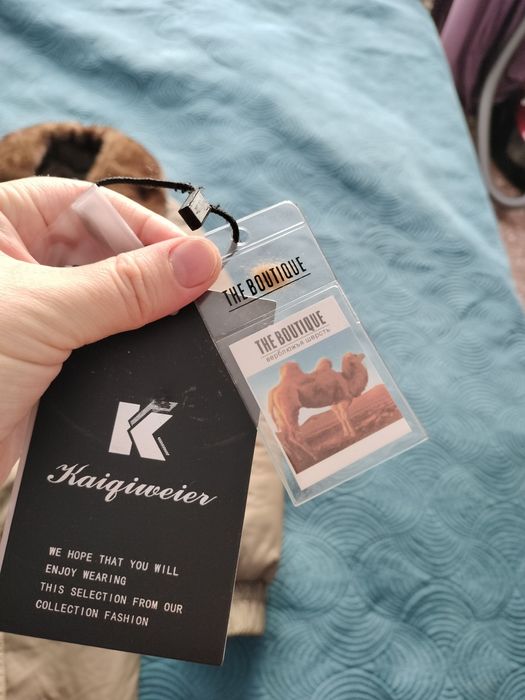 THE BOUTIQUE
THE BOUTIQUE
верблюжья шерсть
K
Kaiqiweier
WE HOPE THAT YOU WILL
ENJOY WEARING
THIS SELECTION FROM OUR
COLLECTION FASHION